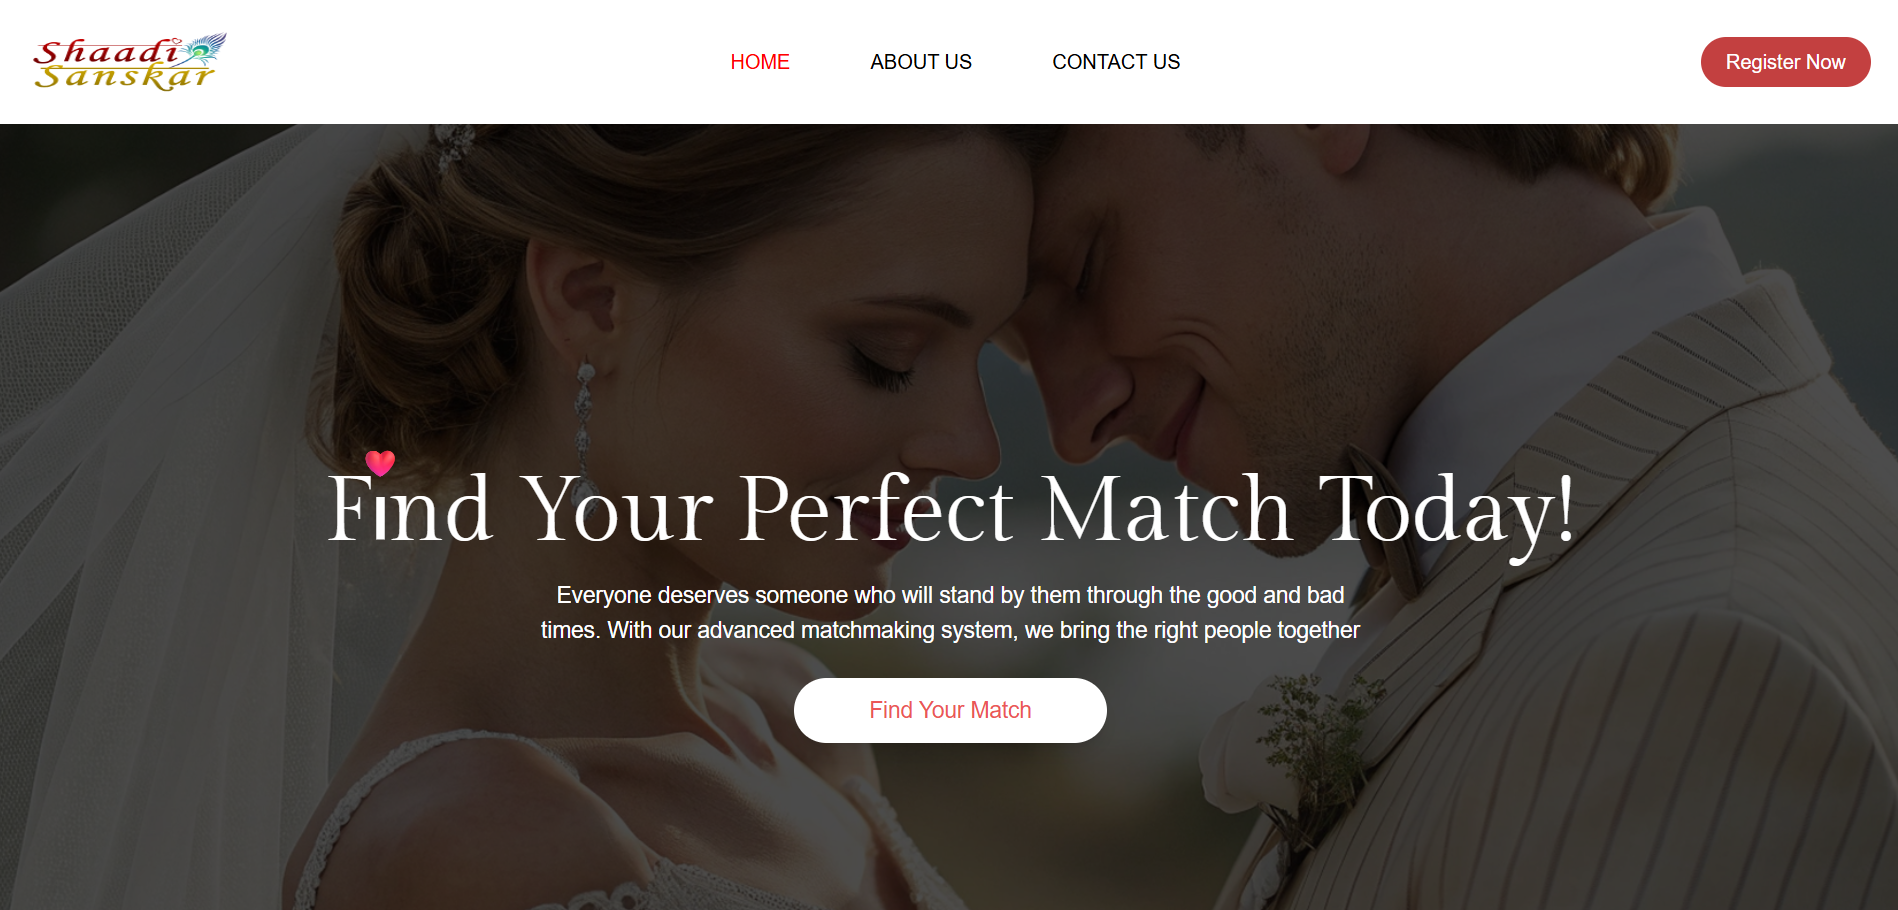 Shaadi
Sanskar
HOME
ABOUT US
CONTACT US
Register Now
Find Your Perfect Match Today!
Everyone deserves someone who will stand by them through the good and bad
times. With our advanced matchmaking system, we bring the right people together
Find Your Match